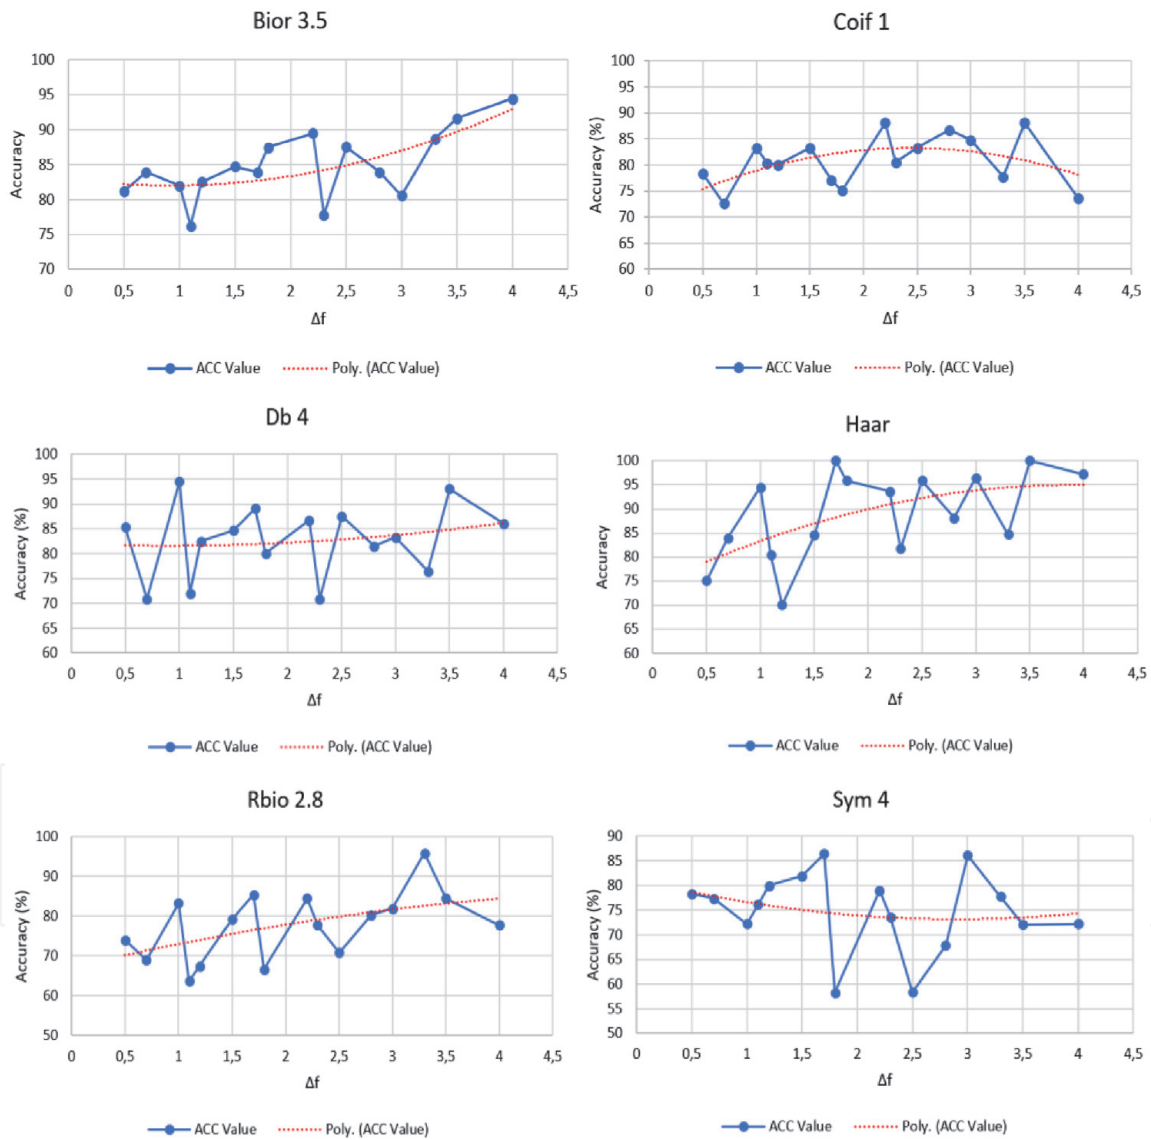 Bior 3.5
Accuracy
100
95
90
85
80
75
70
0 0,5 1 1,5 2 2,5 3 3,5 4 4,5
Δf
ACC Value Poly. (ACC Value)
Coif 1
Accuracy (%)
100
95
90
85
80
75
70
65
60
0 0,5 1 1,5 2 2,5 3 3,5 4 4,5
Δf
ACC Value Poly. (ACC Value)
Db 4
Accuracy (%)
100
95
90
85
80
75
70
65
60
0 0,5 1 1,5 2 2,5 3 3,5 4 4,5
Δf
ACC Value Poly. (ACC Value)
Haar
Accuracy
100
95
90
85
80
75
70
65
60
0 0,5 1 1,5 2 2,5 3 3,5 4 4,5
Δf
ACC Value Poly. (ACC Value)
Rbio 2.8
Accuracy (%)
100
90
80
70
60
50
0 0,5 1 1,5 2 2,5 3 3,5 4 4,5
Δf
ACC Value Poly. (ACC Value)
Sym 4
Accuracy (%)
90
85
80
75
70
65
60
55
50
0 0,5 1 1,5 2 2,5 3 3,5 4 4,5
Δf
ACC Value Poly. (ACC Value)